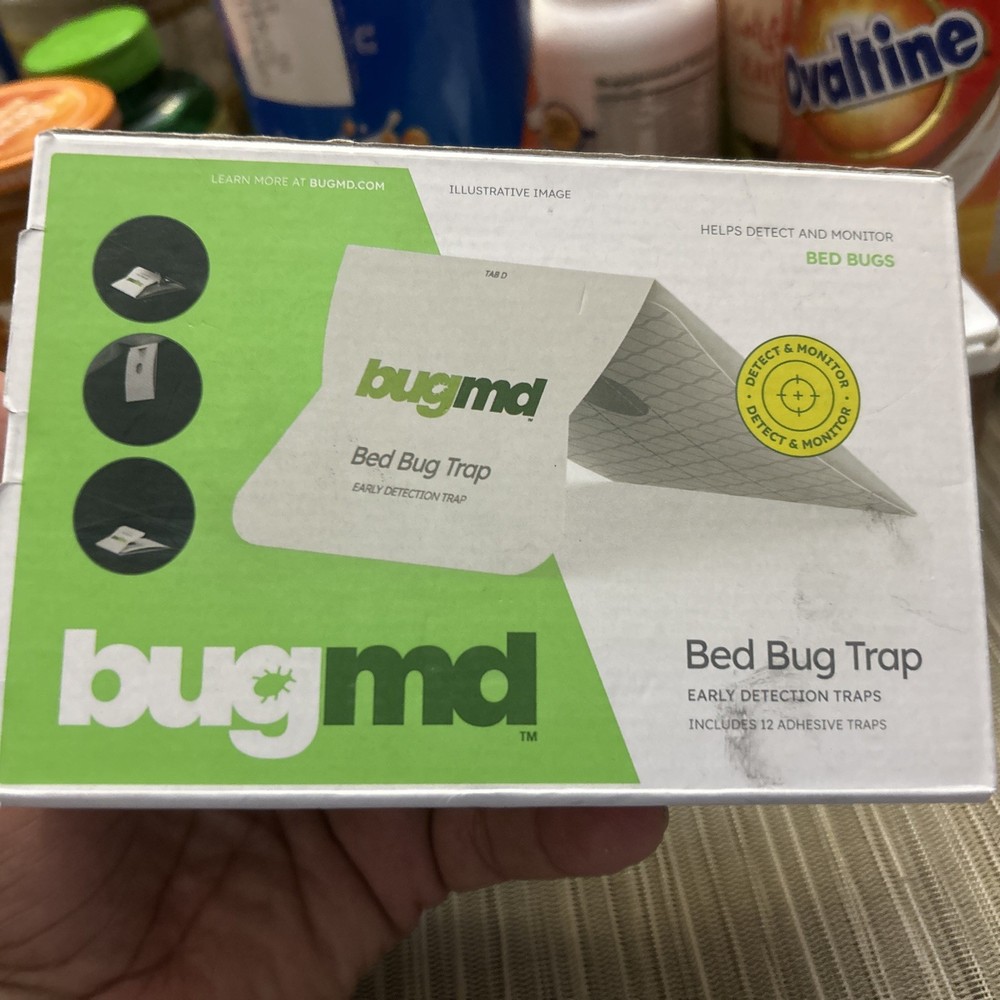 Ovaltine
LEARN MORE AT BUGMD.COM
ILLUSTRATIVE IMAGE
HELPS DETECT AND MONITOR
BED BUGS
TAB D
bugmd
Bed Bug Trap
EARLY DETECTION TRAP
DETECT & MONITOR
DETECT & MONITOR
bugmd
TM
Bed Bug Trap
EARLY DETECTION TRAPS
INCLUDES 12 ADHESIVE TRAPS